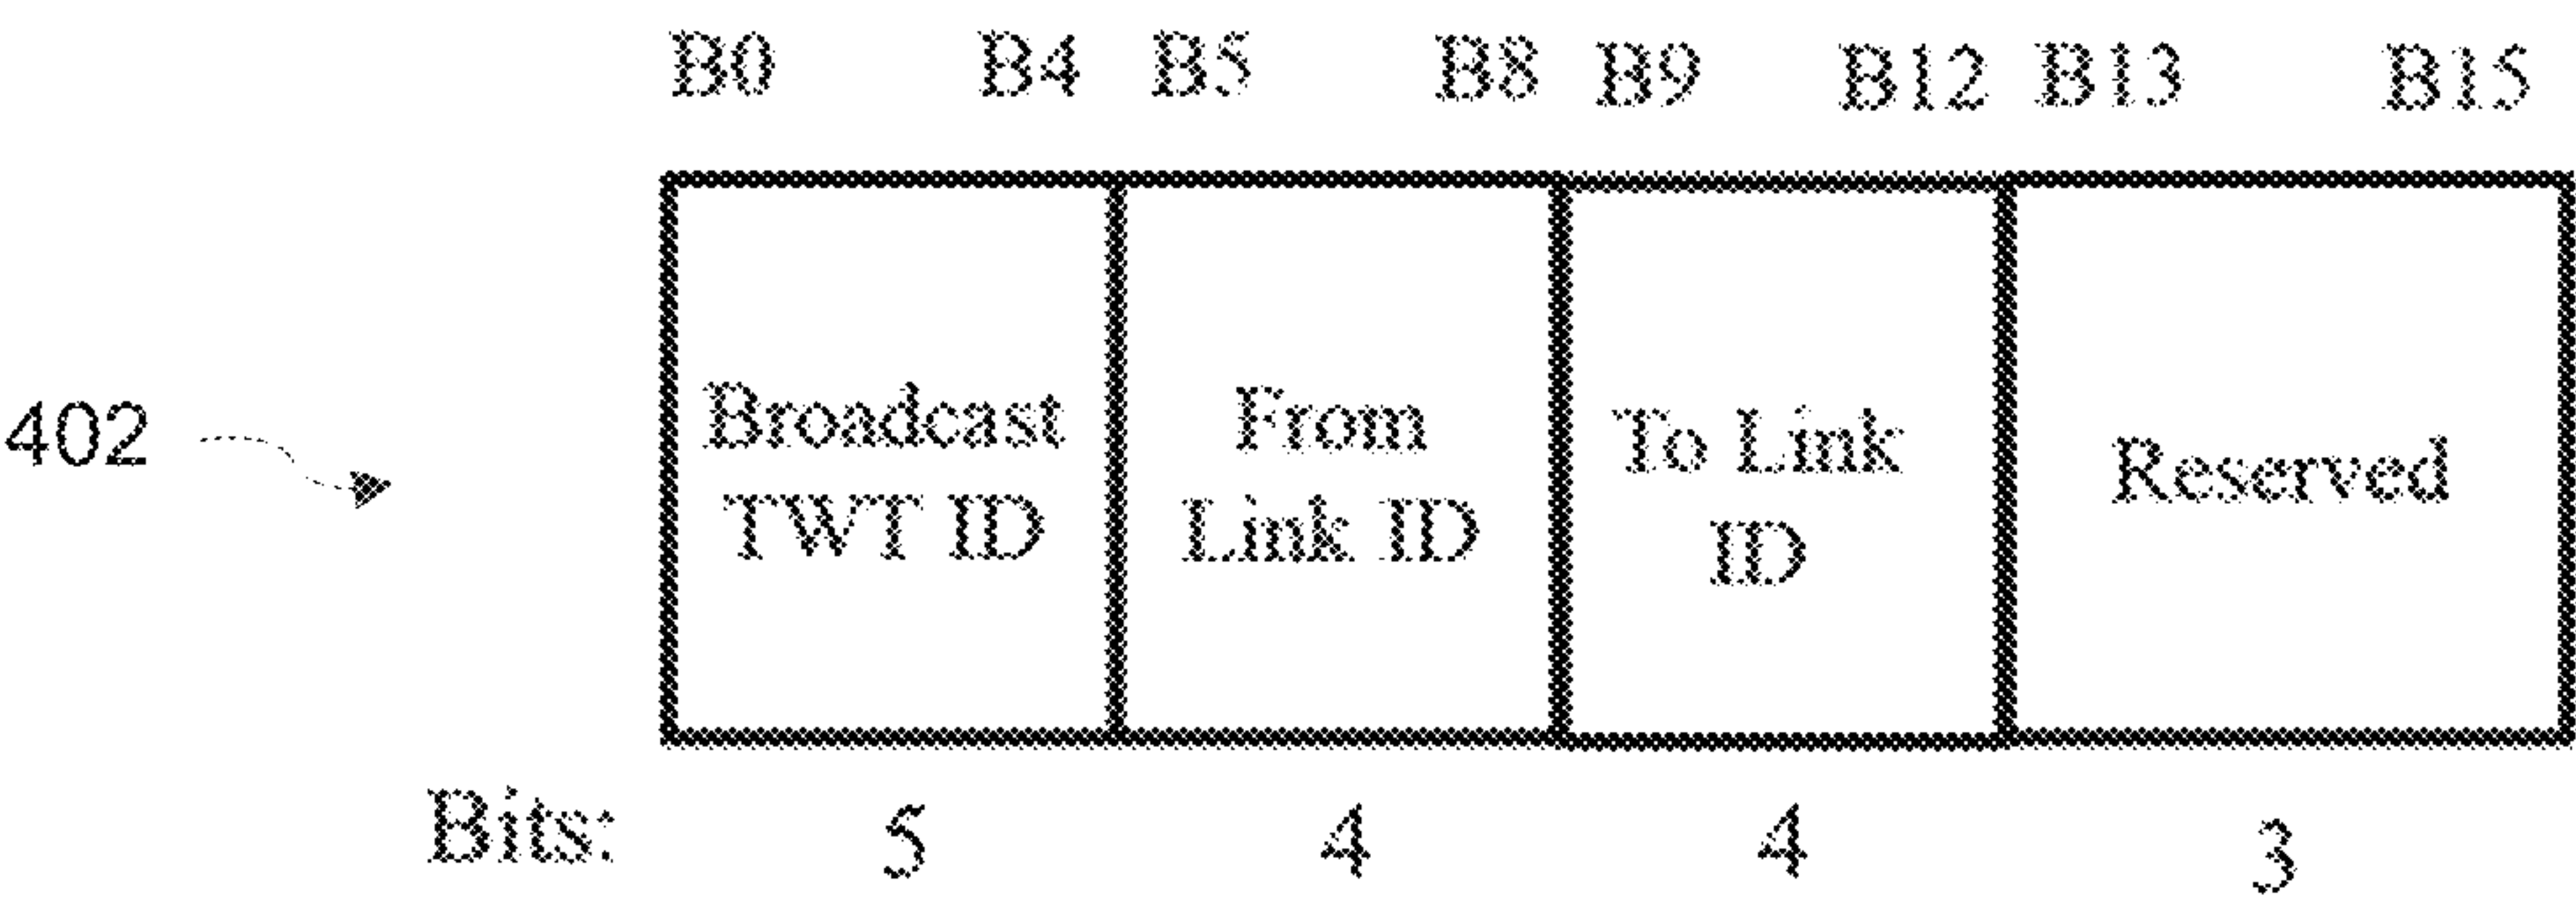 B0 B4 B5 B8 B9 B12 B13 B15
402
Broadcast
TWT ID
From
Link ID
To Link
ID
Reserved
Bits: 5 4 4 3